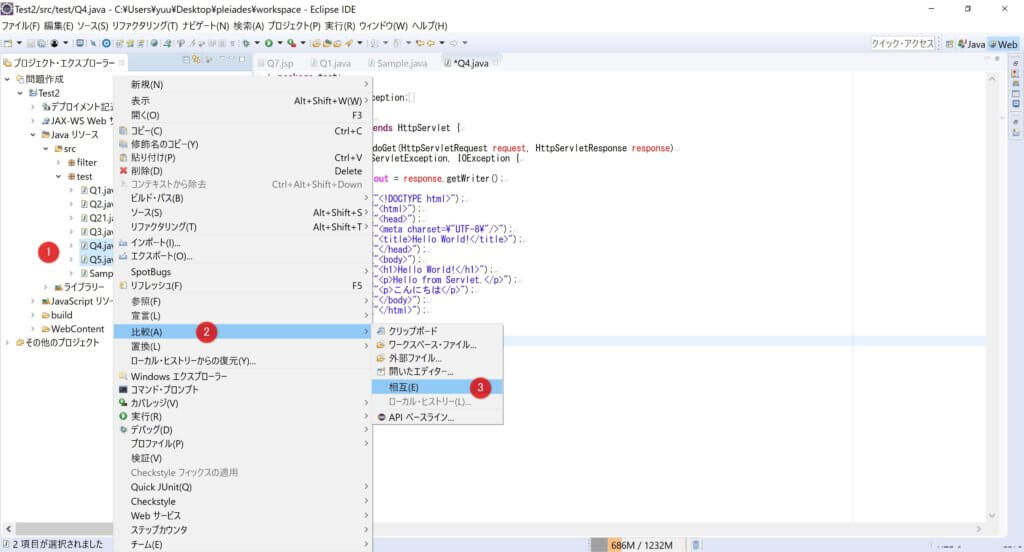 Test2/src/test/Q4.java - C:¥Users¥yuu¥Desktop¥pleiades¥workspace - Eclipse IDE
ファイル(F) 編集(E) ソース(S) リファクタリング(T) ナビゲート(N) 検索(A) プロジェクト(P) 実行(R) ウィンドウ(W) ヘルプ(H)
クイック・アクセス
Java
Web
プロジェクト・エクスプローラー
Q7.jsp
Q1.java
Sample.java
*Q4.java
問題作成
Test2
デプロイメント記
JAX-WS Web サ
Java リソース
src
filter
test
Q1.jav
Q2.jav
Q21.ja
Q3.jav
Q4.jav
Q5.jav
Samp
ライブラリー
JavaScript リソー
build
WebContent
その他のプロジェクト
1
新規(N)
表示 Alt+Shift+W(W)
開く(O) F3
コピー(C) Ctrl+C
修飾名のコピー(Y)
貼り付け(P) Ctrl+V
削除(D) Delete
コンテキストから除去 Ctrl+Alt+Shift+Down
ビルド・パス(B)
ソース(S) Alt+Shift+S
リファクタリング(T) Alt+Shift+T
インポート(I)...
エクスポート(O)...
SpotBugs
リフレッシュ(F) F5
参照(F)
宣言(L)
比較(A) 2
置換(L)
ローカル・ヒストリーからの復元(Y)...
Windows エクスプローラー
コマンド・プロンプト
カバレッジ(V)
実行(R)
デバッグ(D)
プロファイル(P)
検証(V)
Checkstyle フィックスの適用
Quick JUnit(Q)
Checkstyle
Web サービス
ステップカウンタ
チーム(E)
クリップボード
ワークスペース・ファイル...
外部ファイル...
開いたエディター...
相互(E) 3
ローカル・ヒストリー(L)...
API ベースライン...
1 package test;
ception;
ends HttpServlet {
doGet(HttpServletRequest request, HttpServletResponse response)
ServletException, IOException {
out = response.getWriter();
"<!DOCTYPE html>");
"<html>");
"<head>");
"<meta charset=¥"UTF-8¥"/>");
"<title>Hello World!</title>");
"</head>");
"<body>");
"<h1>Hello World!</h1>");
"<p>Hello from Servlet.</p>");
"<p>こんにちは</p>");
"</body>");
"</html>");
2 項目が選択されました
686M / 1232M